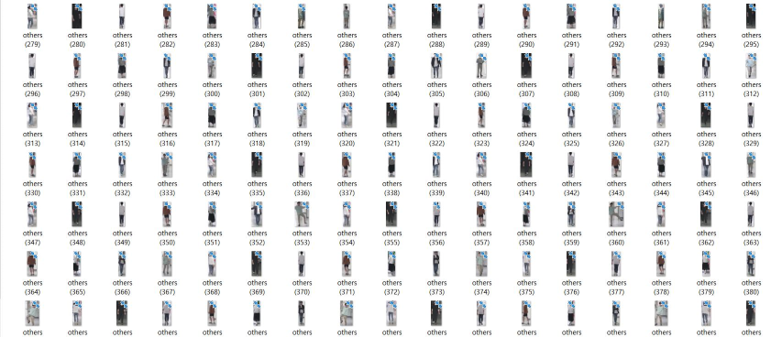 others others others others others others others others others others others others others others others others others
(279) (280) (281) (282) (283) (284) (285) (286) (287) (288) (289) (290) (291) (292) (293) (294) (295)
others others others others others others others others others others others others others others others others others
(296) (297) (298) (299) (300) (301) (302) (303) (304) (305) (306) (307) (308) (309) (310) (311) (312)
others others others others others others others others others others others others others others others others others
(313) (314) (315) (316) (317) (318) (319) (320) (321) (322) (323) (324) (325) (326) (327) (328) (329)
others others others others others others others others others others others others others others others others others
(330) (331) (332) (333) (334) (335) (336) (337) (338) (339) (340) (341) (342) (343) (344) (345) (346)
others others others others others others others others others others others others others others others others others
(347) (348) (349) (350) (351) (352) (353) (354) (355) (356) (357) (358) (359) (360) (361) (362) (363)
others others others others others others others others others others others others others others others others others
(364) (365) (366) (367) (368) (369) (370) (371) (372) (373) (374) (375) (376) (377) (378) (379) (380)
others others others others others others others others others others others others others others others others others